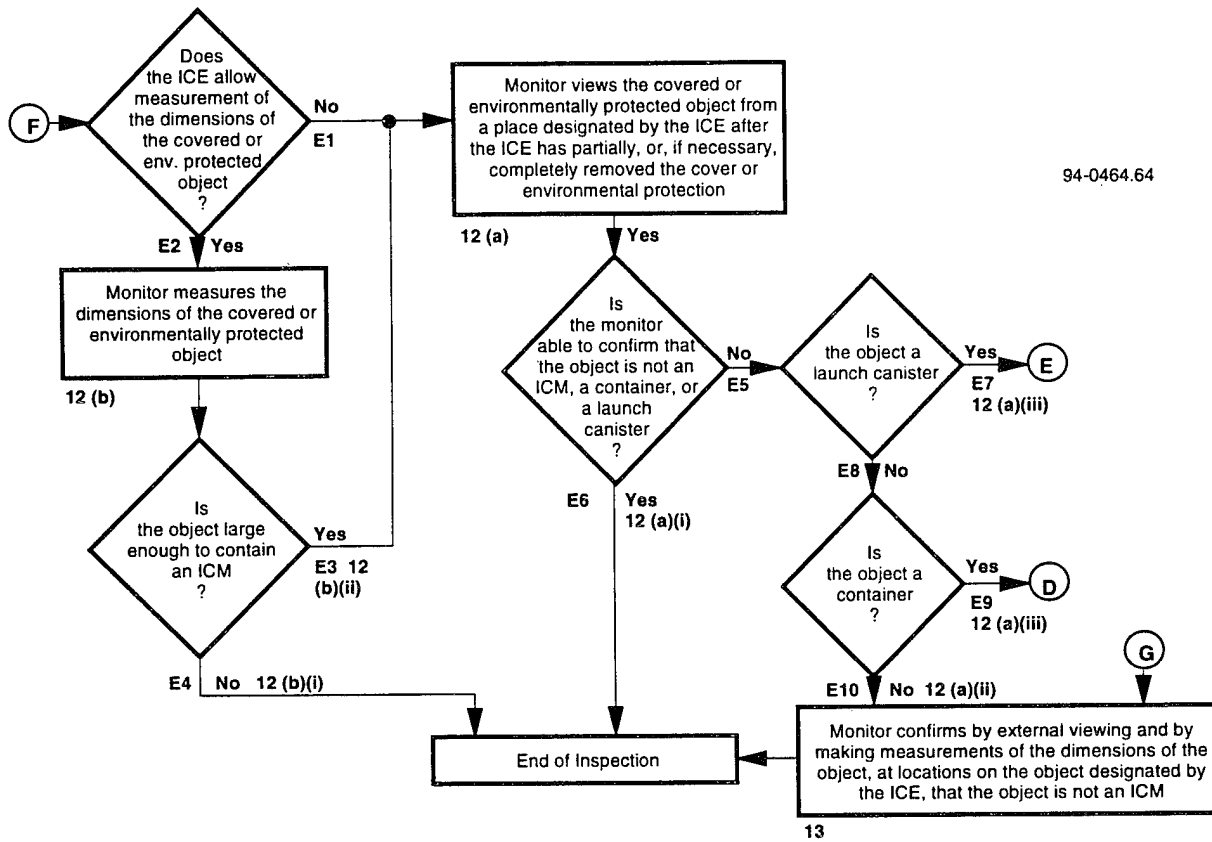 F
Does
the ICE allow
measurement of
the dimensions of
the covered or
env. protected
object
?
No
E1
E2 Yes
Monitor measures the
dimensions of the covered or
environmentally protected
object
12 (b)
Is
the object large
enough to contain
an ICM
?
Yes
E3 12
(b)(ii)
E4 No 12 (b)(i)
Monitor views the covered or
environmentally protected object from
a place designated by the ICE after
the ICE has partially, or, if necessary,
completely removed the cover or
environmental protection
12 (a)
Yes
94-0464.64
Is
the monitor
able to confirm that
the object is not an
ICM, a container, or
a launch
canister
?
No
E5
E6 Yes
12 (a)(i)
Is
the object a
launch canister
?
Yes
E7
12 (a)(iii)
E
E8 No
Is
the object a
container
?
Yes
E9
12 (a)(iii)
D
E10 No 12 (a)(ii)
G
Monitor confirms by external viewing and by
making measurements of the dimensions of the
object, at locations on the object designated by
the ICE, that the object is not an ICM
13
End of Inspection